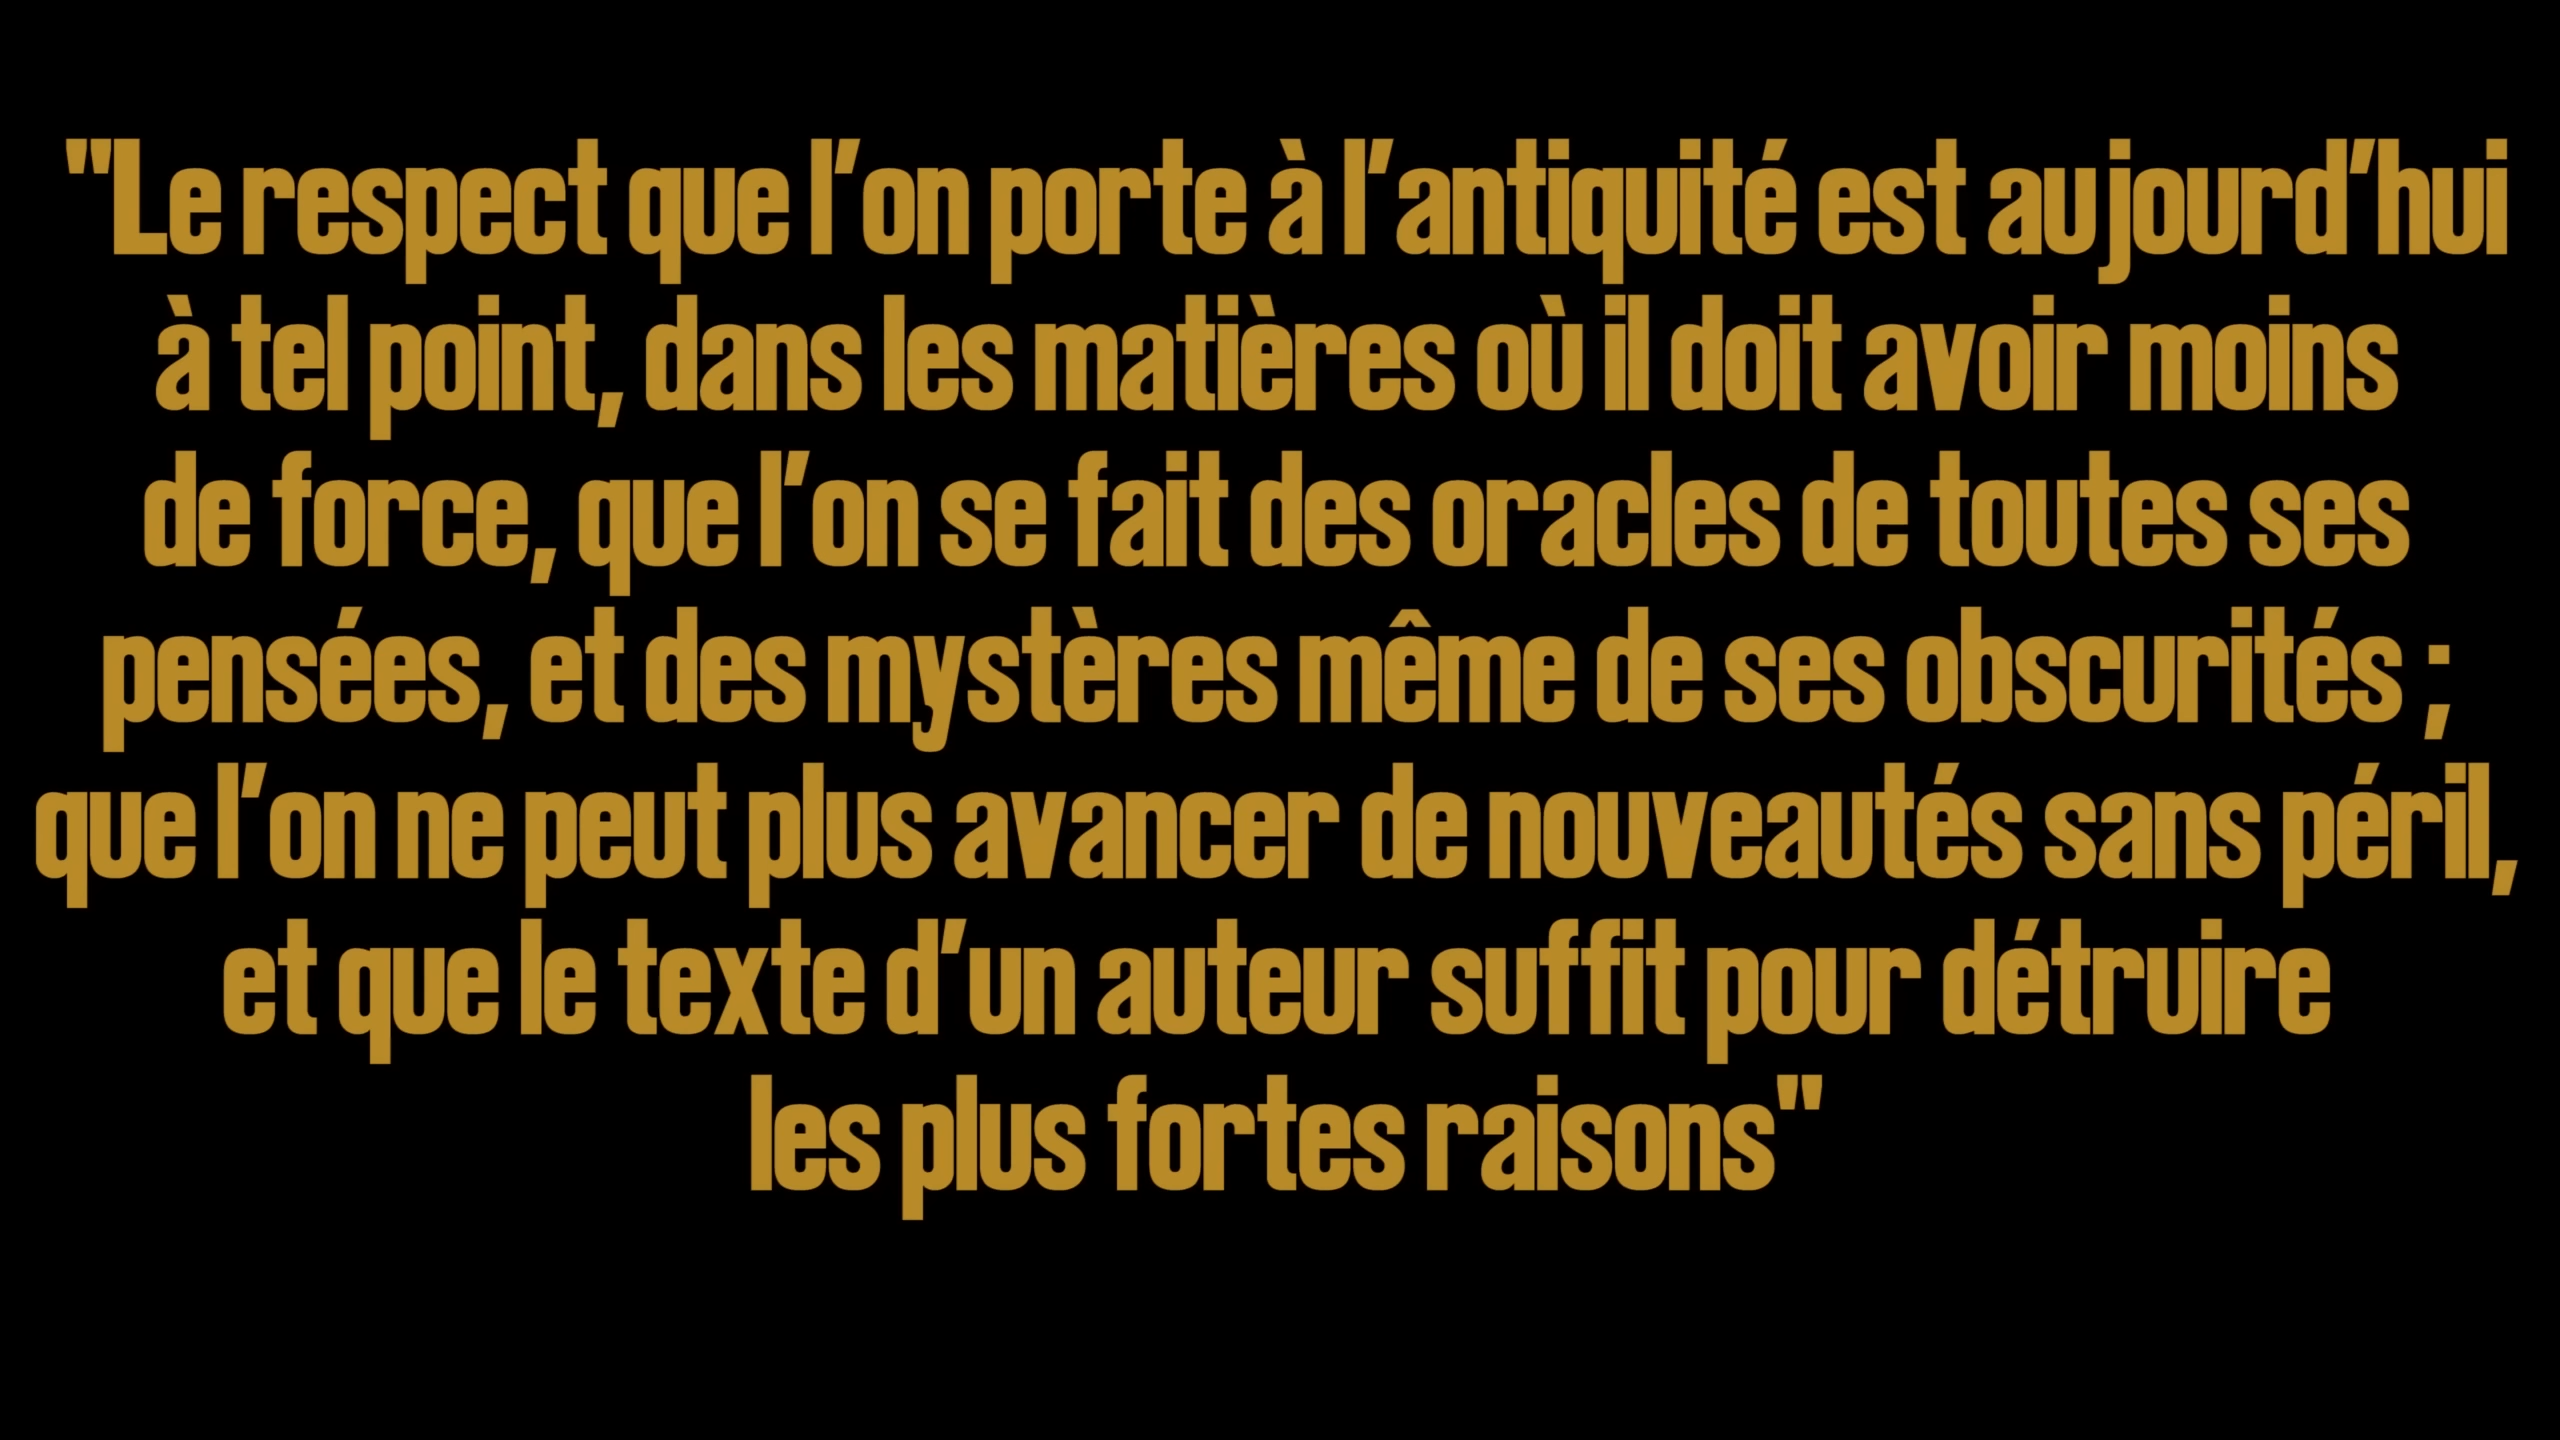 "Le respect que l'on porte à l'antiquité est aujourd'hui
à tel point, dans les matières où il doit avoir moins
de force, que l'on se fait des oracles de toutes ses
pensées, et des mystères même de ses obscurités ;
que l'on ne peut plus avancer de nouveautés sans péril,
et que le texte d'un auteur suffit pour détruire
les plus fortes raisons"